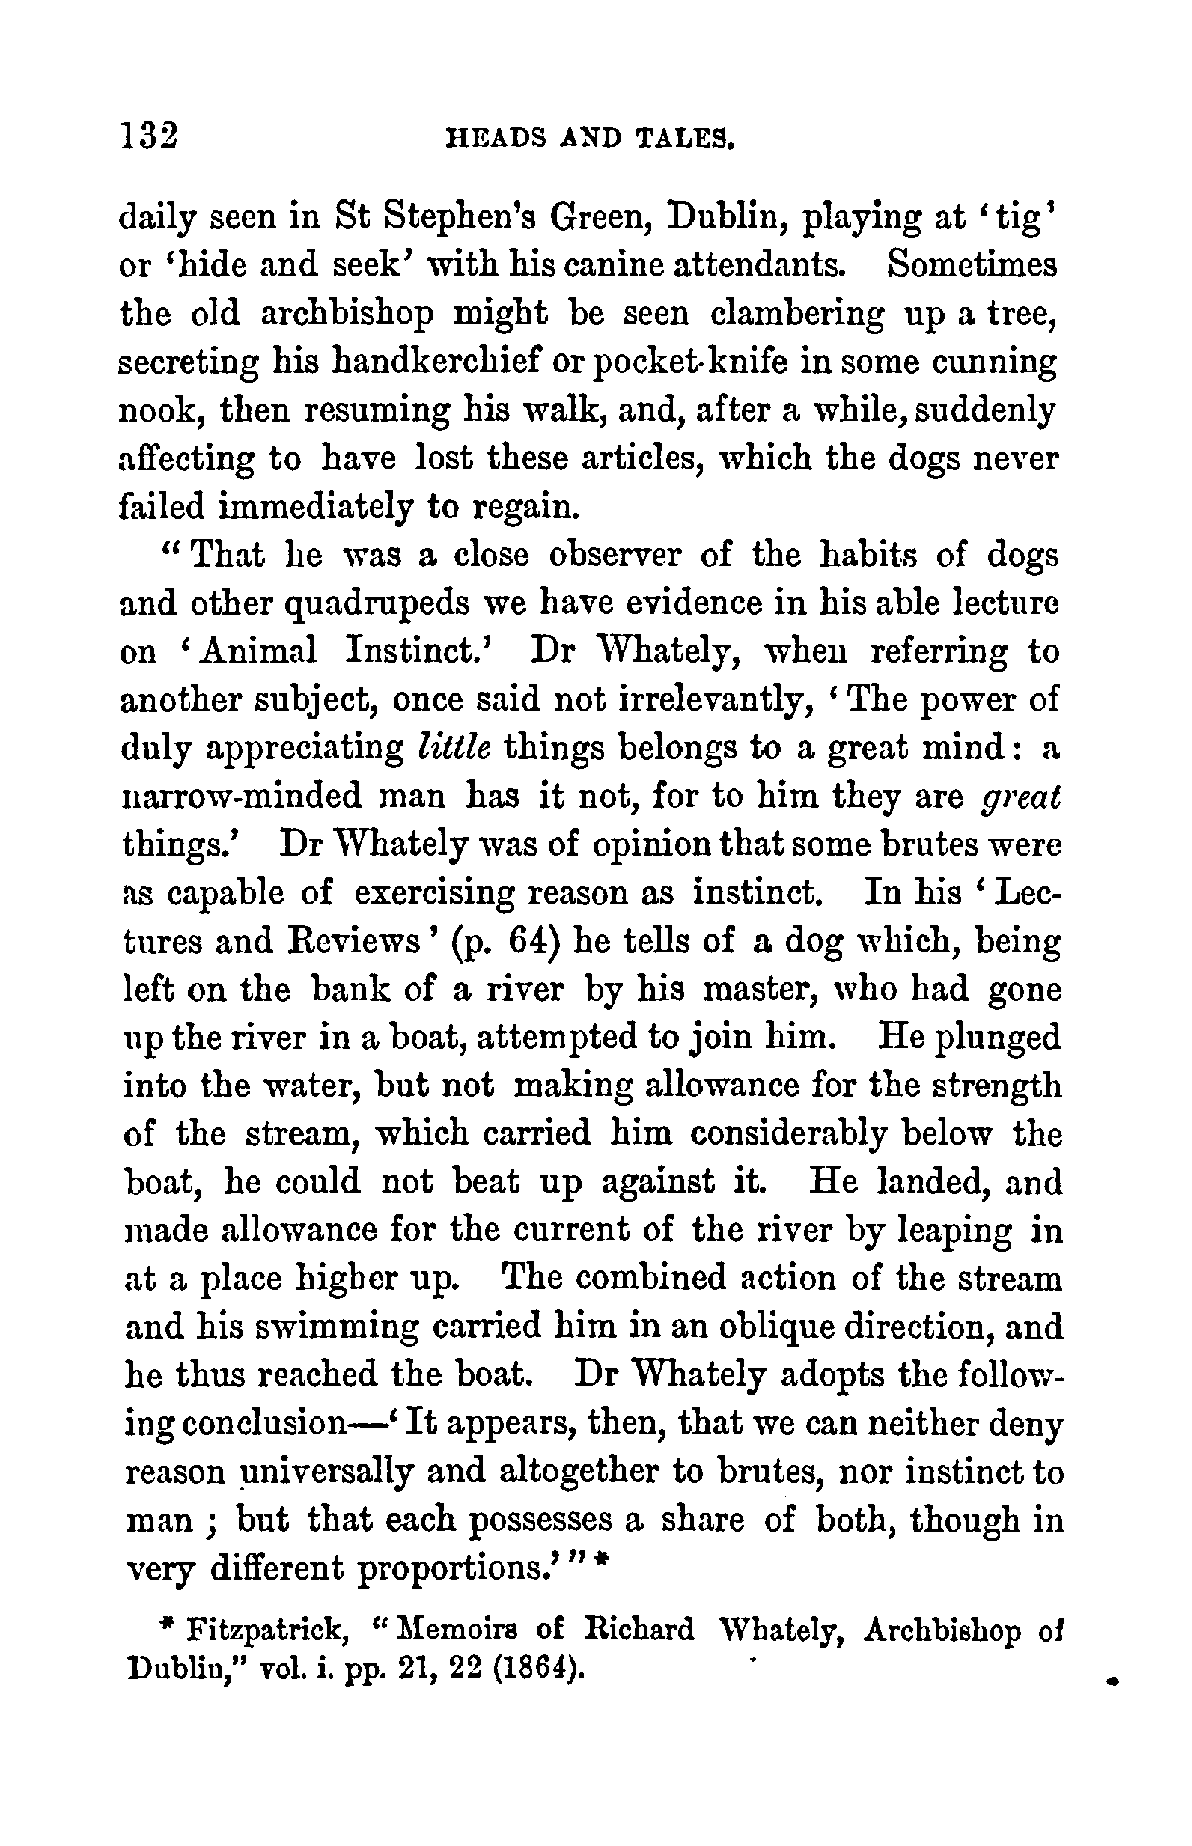 132 HEADS AND TALES.
daily seen in St Stephen's Green, Dublin, playing at ‘tig’
or ‘hide and seek’ with his canine attendants. Sometimes
the old archbishop might be seen clambering up a tree,
secreting his handkerchief or pocket-knife in some cunning
nook, then resuming his walk, and, after a while, suddenly
affecting to have lost these articles, which the dogs never
failed immediately to regain.
“ That he was a close observer of the habits of dogs
and other quadrupeds we have evidence in his able lecture
on ‘ Animal Instinct.’ Dr Whately, when referring to
another subject, once said not irrelevantly, ‘ The power of
duly appreciating little things belongs to a great mind : a
narrow-minded man has it not, for to him they are great
things.’ Dr Whately was of opinion that some brutes were
as capable of exercising reason as instinct. In his ‘ Lec-
tures and Reviews ’ (p. 64) he tells of a dog which, being
left on the bank of a river by his master, who had gone
up the river in a boat, attempted to join him. He plunged
into the water, but not making allowance for the strength
of the stream, which carried him considerably below the
boat, he could not beat up against it. He landed, and
made allowance for the current of the river by leaping in
at a place higher up. The combined action of the stream
and his swimming carried him in an oblique direction, and
he thus reached the boat. Dr Whately adopts the follow-
ing conclusion—‘ It appears, then, that we can neither deny
reason universally and altogether to brutes, nor instinct to
man ; but that each possesses a share of both, though in
very different proportions.’ ” *
* Fitzpatrick, “ Memoirs of Richard Whately, Archbishop of
Dublin,” vol. i. pp. 21, 22 (1864).